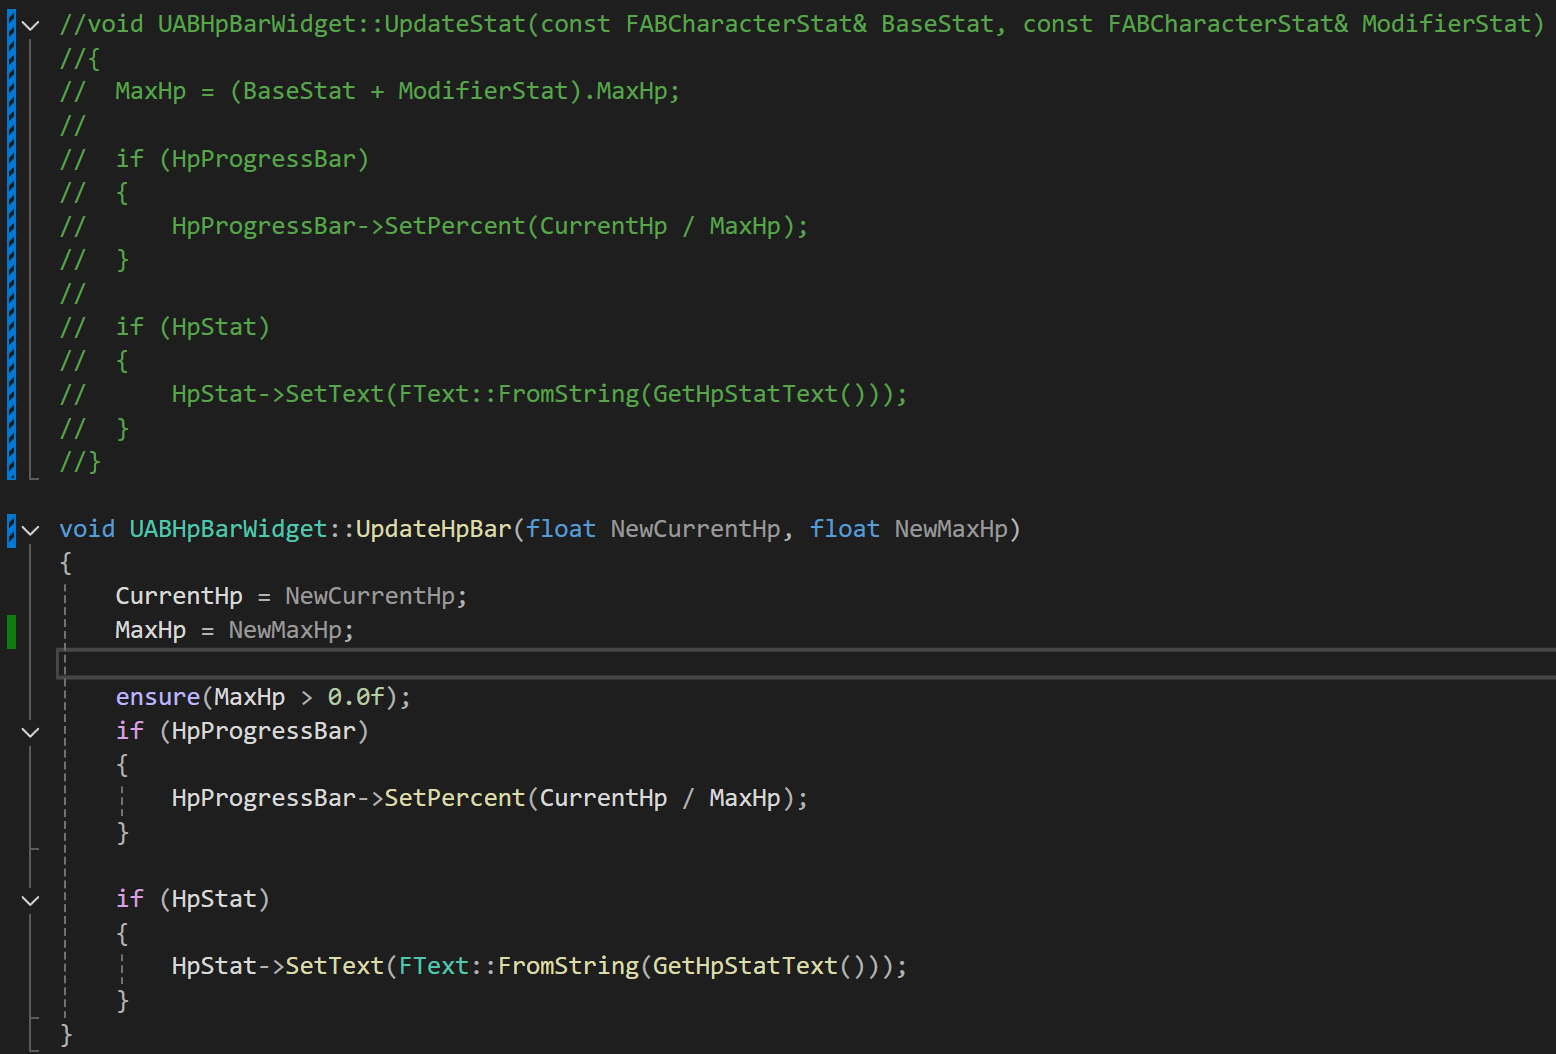 //void UABHpBarWidget::UpdateStat(const FABCharacterStat& BaseStat, const FABCharacterStat& ModifierStat)
//{
//  MaxHp = (BaseStat + ModifierStat).MaxHp;
//
//  if (HpProgressBar)
//  {
//      HpProgressBar->SetPercent(CurrentHp / MaxHp);
//  }
//
//  if (HpStat)
//  {
//      HpStat->SetText(FText::FromString(GetHpStatText()));
//  }
//}
void UABHpBarWidget::UpdateHpBar(float NewCurrentHp, float NewMaxHp)
{
    CurrentHp = NewCurrentHp;
    MaxHp = NewMaxHp;
    ensure(MaxHp > 0.0f);
    if (HpProgressBar)
    {
        HpProgressBar->SetPercent(CurrentHp / MaxHp);
    }
    if (HpStat)
    {
        HpStat->SetText(FText::FromString(GetHpStatText()));
    }
}